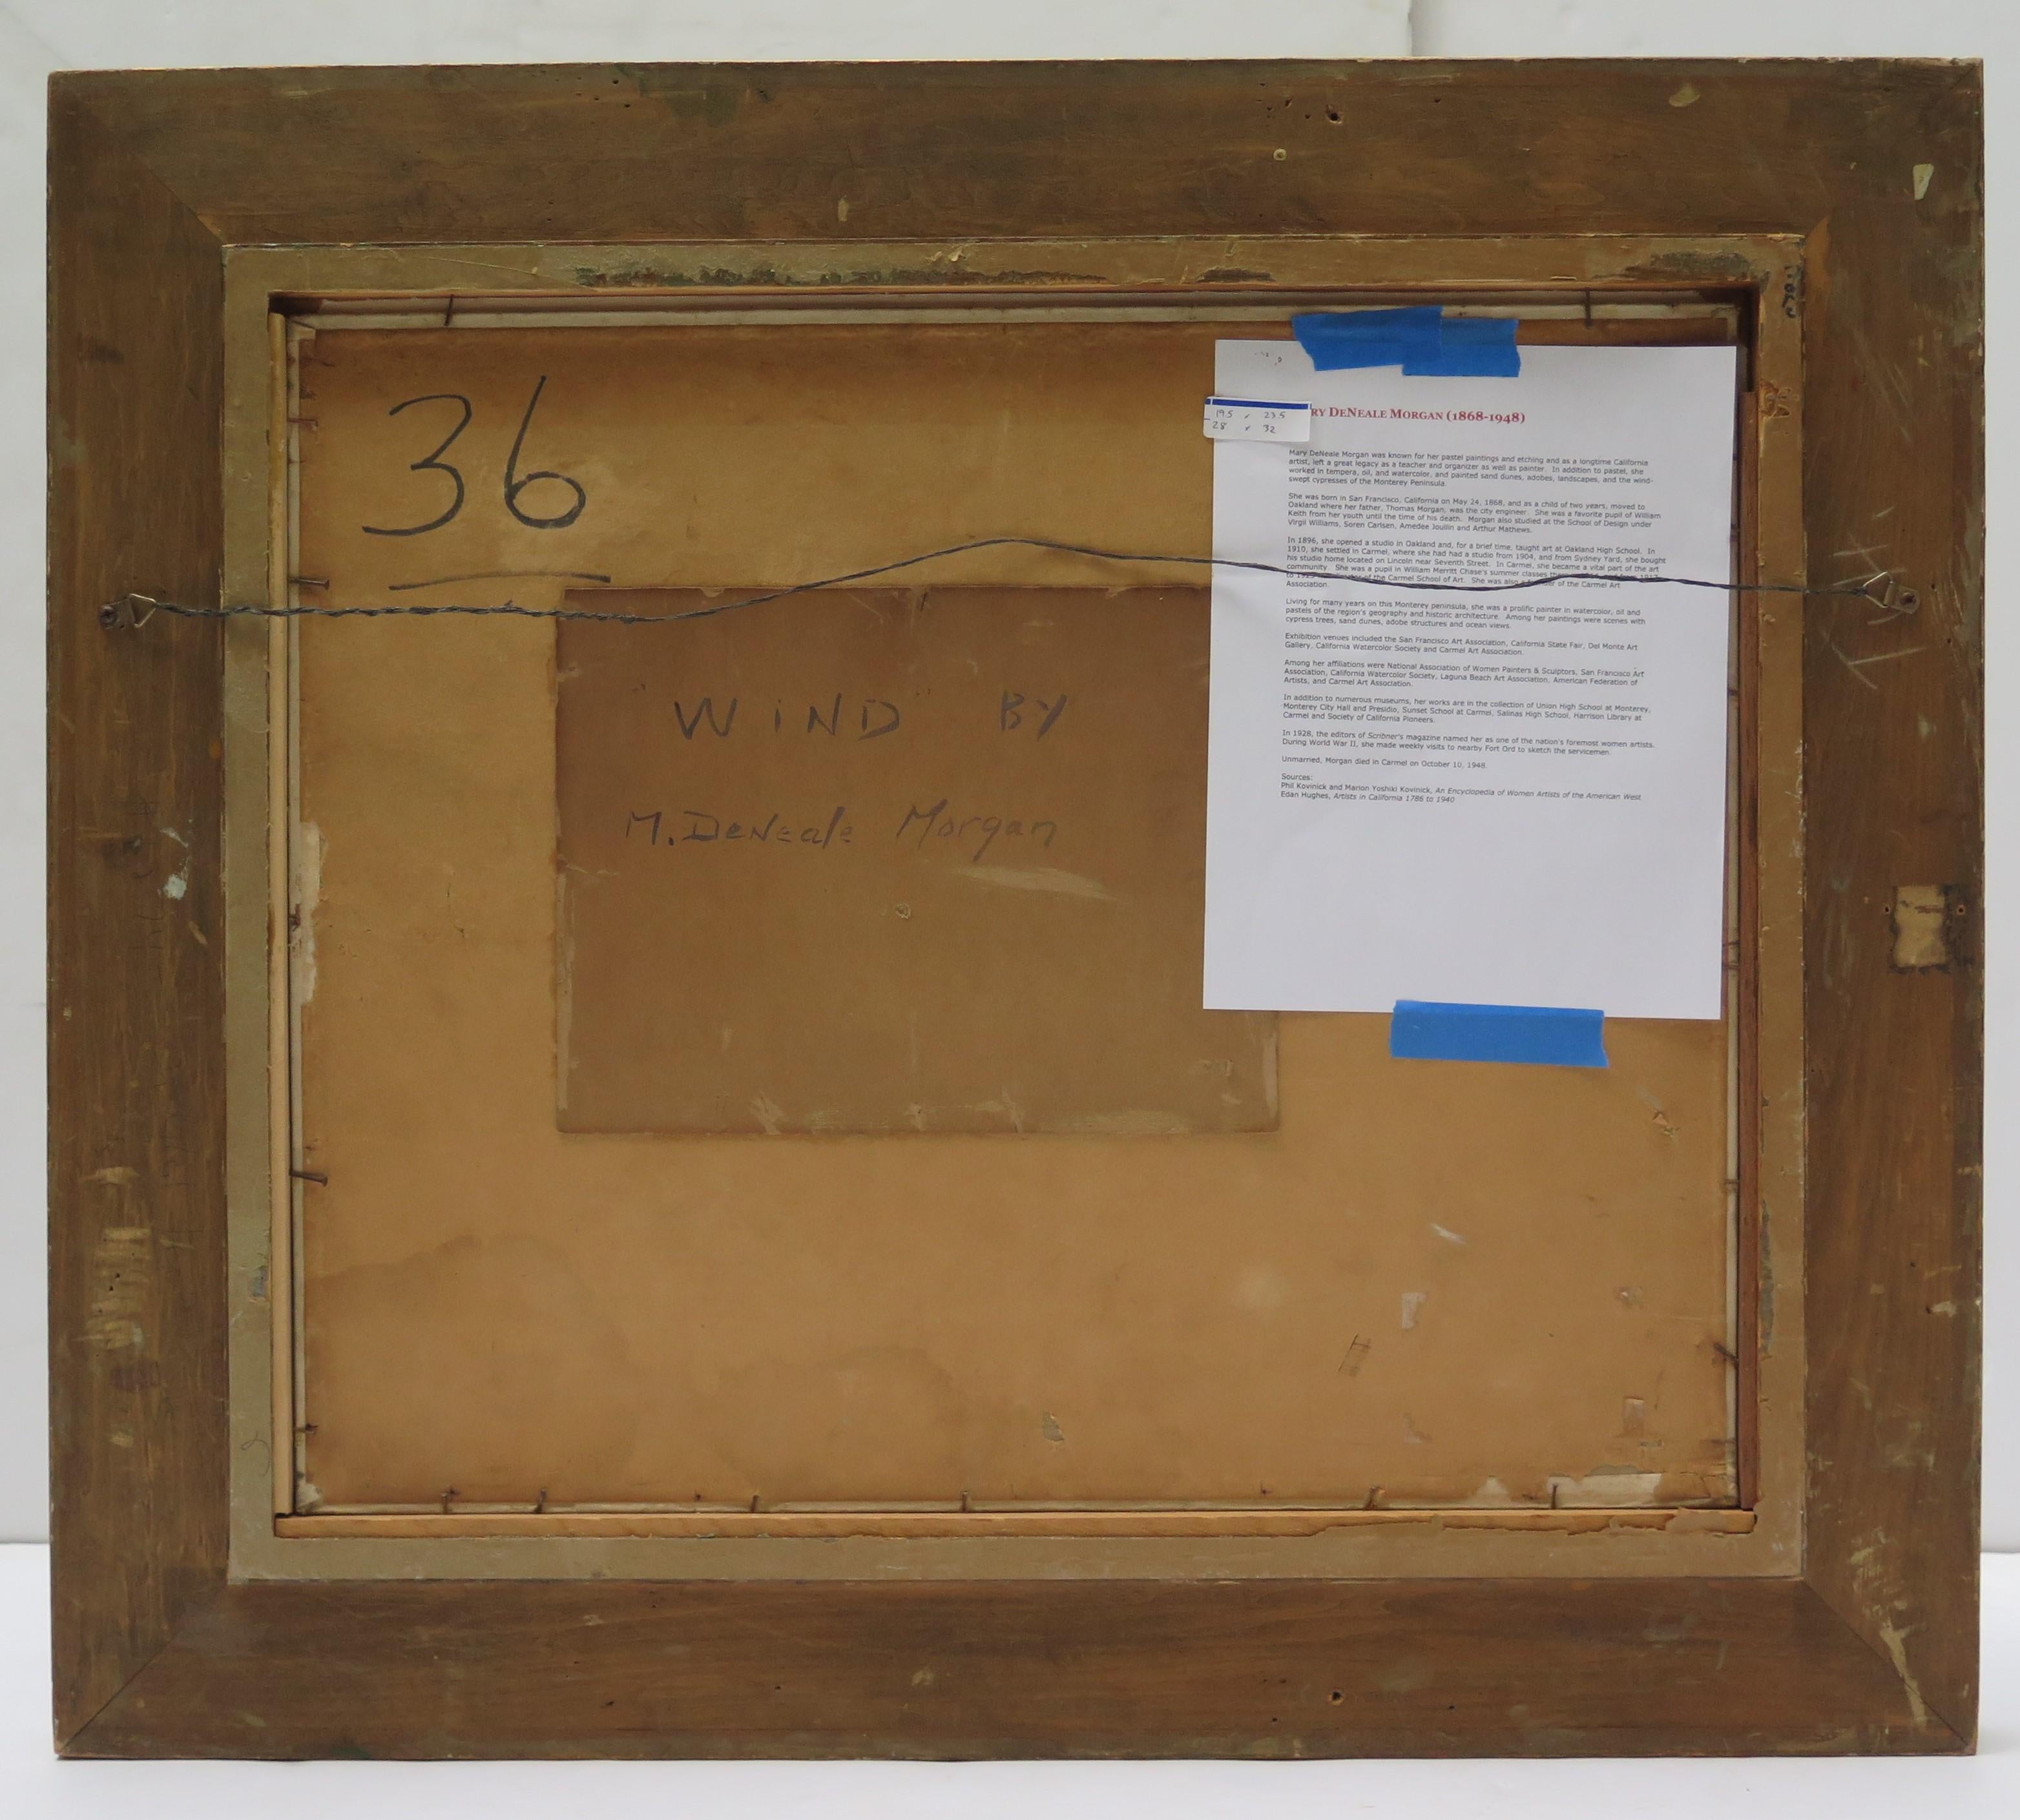 36
"WIND" BY
M. DeNeale Morgan
19.5 x 23.5
28 x 32
RY DENEALE MORGAN (1868-1948)
Mary DeNeale Morgan was known for her pastel paintings and etching and as a longtime California
artist, left a great legacy as a teacher and organizer as well as painter. In addition to pastel, she
worked in tempera, oil, and watercolor, and painted sand dunes, adobes, landscapes, and the wind-
swept cypresses of the Monterey Peninsula.
She was born in San Francisco, California on May 24, 1868, and as a child of two years, moved to
Oakland where her father, Thomas Morgan, was the city engineer. She was a favorite pupil of William
Keith from her youth until the time of his death. Morgan also studied at the School of Design under
Virgil Williams, Soren Carlsen, Amedee Joullin and Arthur Mathews.
In 1896, she opened a studio in Oakland and, for a brief time, taught art at Oakland High School. In
1910, she settled in Carmel, where she had had a studio from 1904, and from Sydney Yard, she bought
his studio home located on Lincoln near Seventh Street. In Carmel, she became a vital part of the art
community. She was a pupil in William Merritt Chase's summer classes
of the Carmel School of Art. She was also of the Carmel Art
Association.
Living for many years on this Monterey peninsula, she was a prolific painter in watercolor, oil and
pastels of the region's geography and historic architecture. Among her paintings were scenes with
cypress trees, sand dunes, adobe structures and ocean views.
Exhibition venues included the San Francisco Art Association, California State Fair, Del Monte Art
Gallery, California Watercolor Society and Carmel Art Association.
Among her affiliations were National Association of Women Painters & Sculptors, San Francisco Art
Association, California Watercolor Society, Laguna Beach Art Association, American Federation of
Artists, and Carmel Art Association.
In addition to numerous museums, her works are in the collection of Union High School at Monterey,
Monterey City Hall and Presidio, Sunset School at Carmel, Salinas High School, Harrison Library at
Carmel and Society of California Pioneers.
In 1928, the editors of Scribner's magazine named her as one of the nation's foremost women artists.
During World War II, she made weekly visits to nearby Fort Ord to sketch the servicemen.
Unmarried, Morgan died in Carmel on October 10, 1948.
Sources:
Phil Kovinick and Marion Yoshiki Kovinick, An Encyclopedia of Women Artists of the American West
Edan Hughes, Artists in California 1786 to 1940